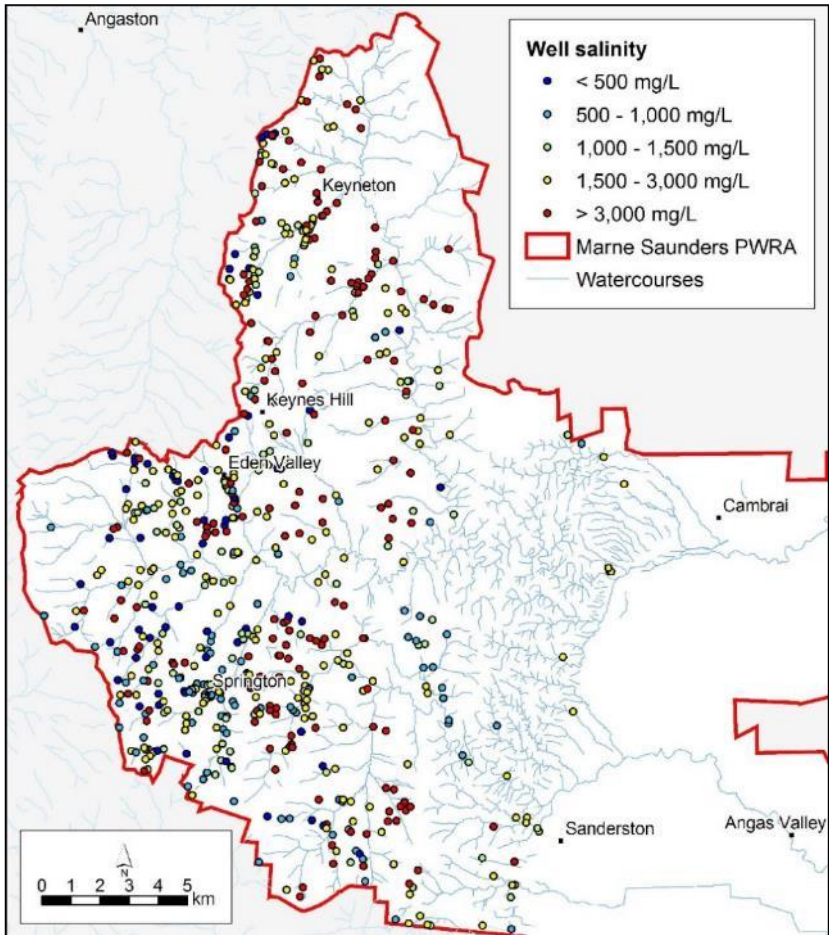 Angaston
Well salinity
< 500 mg/L
500 - 1,000 mg/L
1,000 - 1,500 mg/L
1,500 - 3,000 mg/L
> 3,000 mg/L
Marne Saunders PWRA
Watercourses
Keyneton
Keynes Hill
Eden Valley
Cambrai
Springton
Sanderston
Angas Valley
N
0 1 2 3 4 5
km